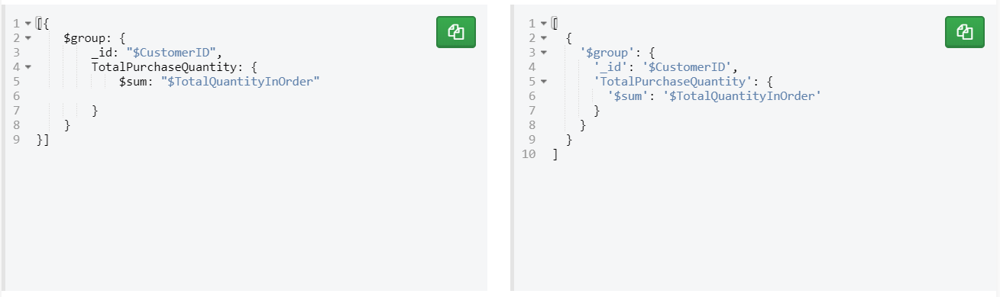 1 [{
2 $group: {
3 _id: "$CustomerID",
4 TotalPurchaseQuantity: {
5 $sum: "$TotalQuantityInOrder"
6
7 }
8 }
9 }]
1 [
2 {
3 '$group': {
4 '_id': '$CustomerID',
5 'TotalPurchaseQuantity': {
6 '$sum': '$TotalQuantityInOrder'
7 }
8 }
9 }
10 ]